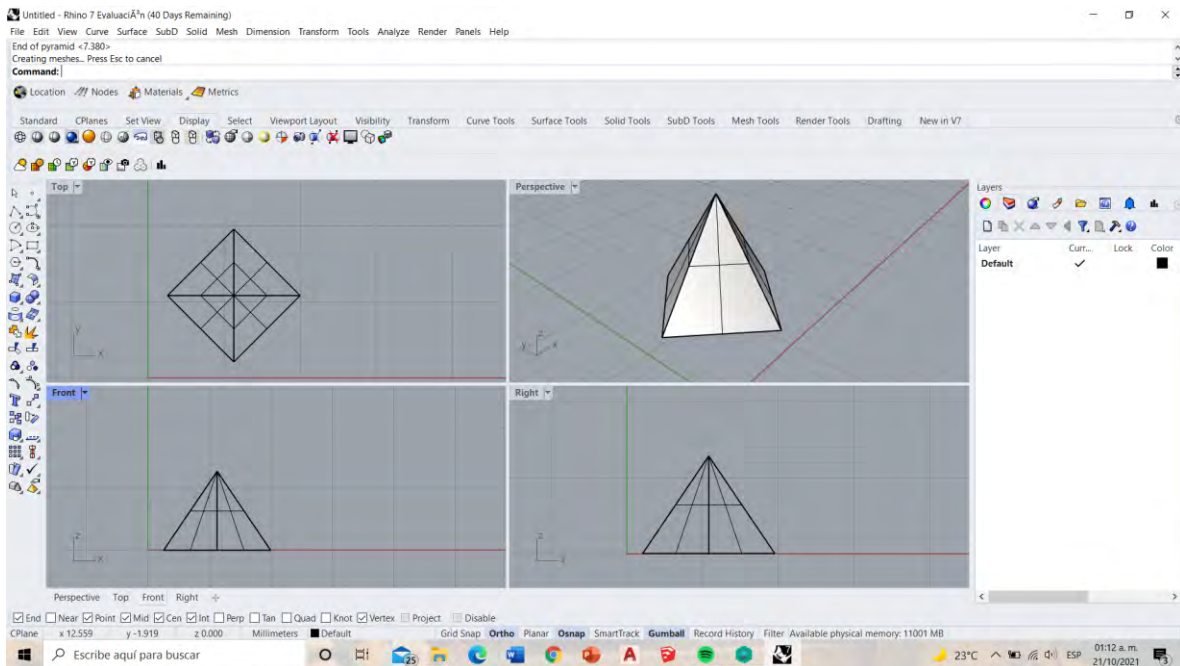 Untitled - Rhino 7 EvaluaciÃ³n (40 Days Remaining)
File Edit View Curve Surface SubD Solid Mesh Dimension Transform Tools Analyze Render Panels Help
End of pyramid <7.380>
Creating meshes... Press Esc to cancel
Command:
Location Nodes Materials Metrics
Standard CPlanes Set View Display Select Viewport Layout Visibility Transform Curve Tools Surface Tools Solid Tools SubD Tools Mesh Tools Render Tools Drafting New in V7
Top
Perspective
Layers
Layer Curr... Lock Color
Default
y
x
z
y x
Front
Right
z
x
z
y
Perspective Top Front Right
End Near Point Mid Cen Int Perp Tan Quad Knot Vertex Project Disable
CPlane x 12.559 y -1.919 z 0.000 Millimeters Default Grid Snap Ortho Planar Osnap SmartTrack Gumball Record History Filter Available physical memory: 11001 MB
Escribe aquí para buscar
25
23°C ESP 01:12 a. m.
21/10/2021
3